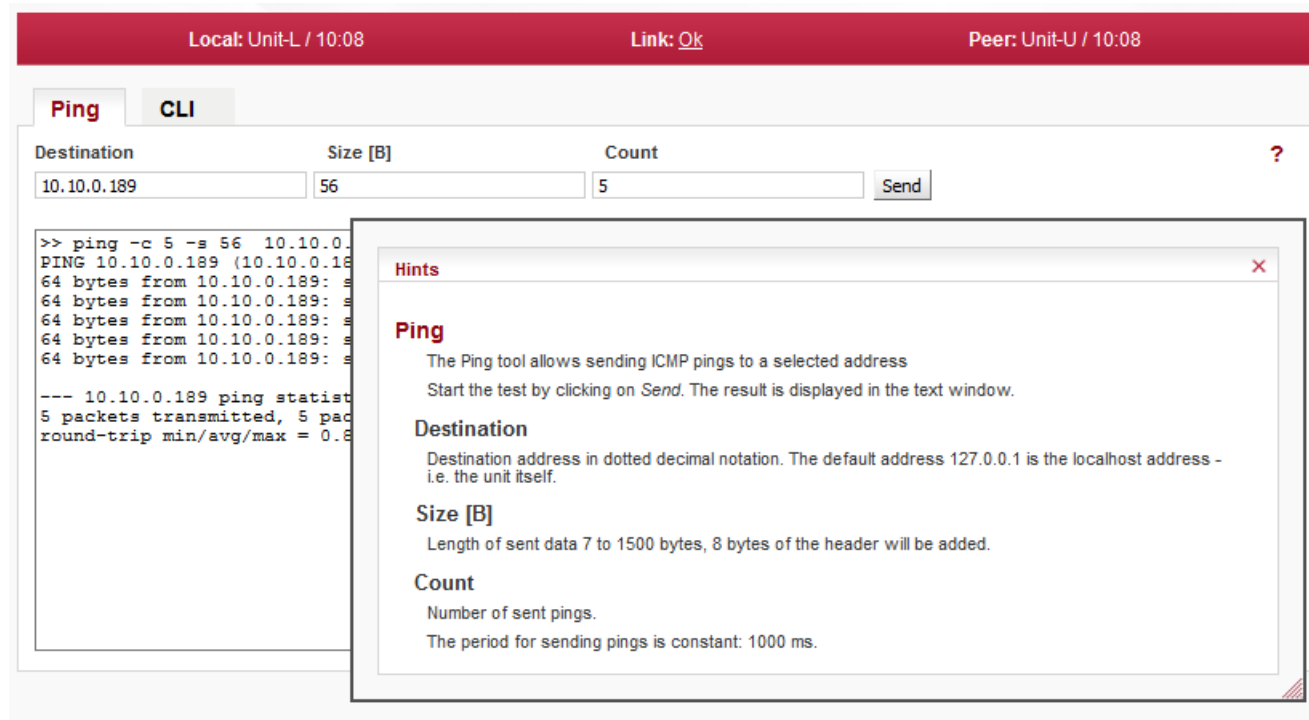 Local: Unit-L / 10:08 Link: Ok Peer: Unit-U / 10:08
Ping CLI
Destination Size [B] Count ?
10.10.0.189 56 5 Send
>> ping -c 5 -s 56  10.10.0.
PING 10.10.0.189 (10.10.0.18
64 bytes from 10.10.0.189: s
64 bytes from 10.10.0.189: s
64 bytes from 10.10.0.189: s
64 bytes from 10.10.0.189: s
64 bytes from 10.10.0.189: s
--- 10.10.0.189 ping statist
5 packets transmitted, 5 pac
round-trip min/avg/max = 0.8
Hints
Ping
The Ping tool allows sending ICMP pings to a selected address
Start the test by clicking on Send. The result is displayed in the text window.
Destination
Destination address in dotted decimal notation. The default address 127.0.0.1 is the localhost address -
i.e. the unit itself.
Size [B]
Length of sent data 7 to 1500 bytes, 8 bytes of the header will be added.
Count
Number of sent pings.
The period for sending pings is constant: 1000 ms.